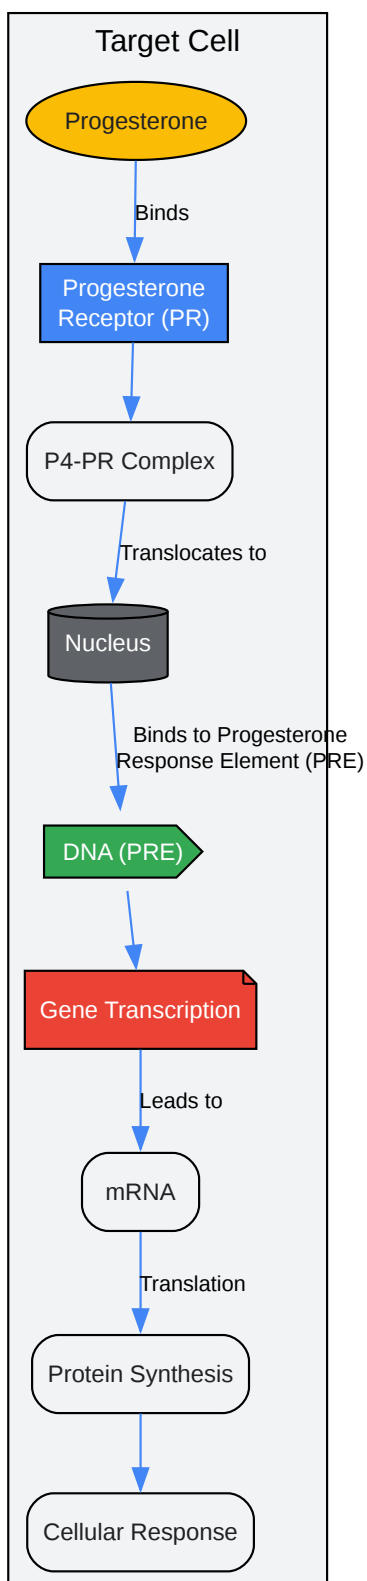 Target Cell
Progesterone
Binds
Progesterone
Receptor (PR)
P4-PR Complex
Translocates to
Nucleus
Binds to Progesterone
Response Element (PRE)
DNA (PRE)
Gene Transcription
Leads to
mRNA
Translation
Protein Synthesis
Cellular Response